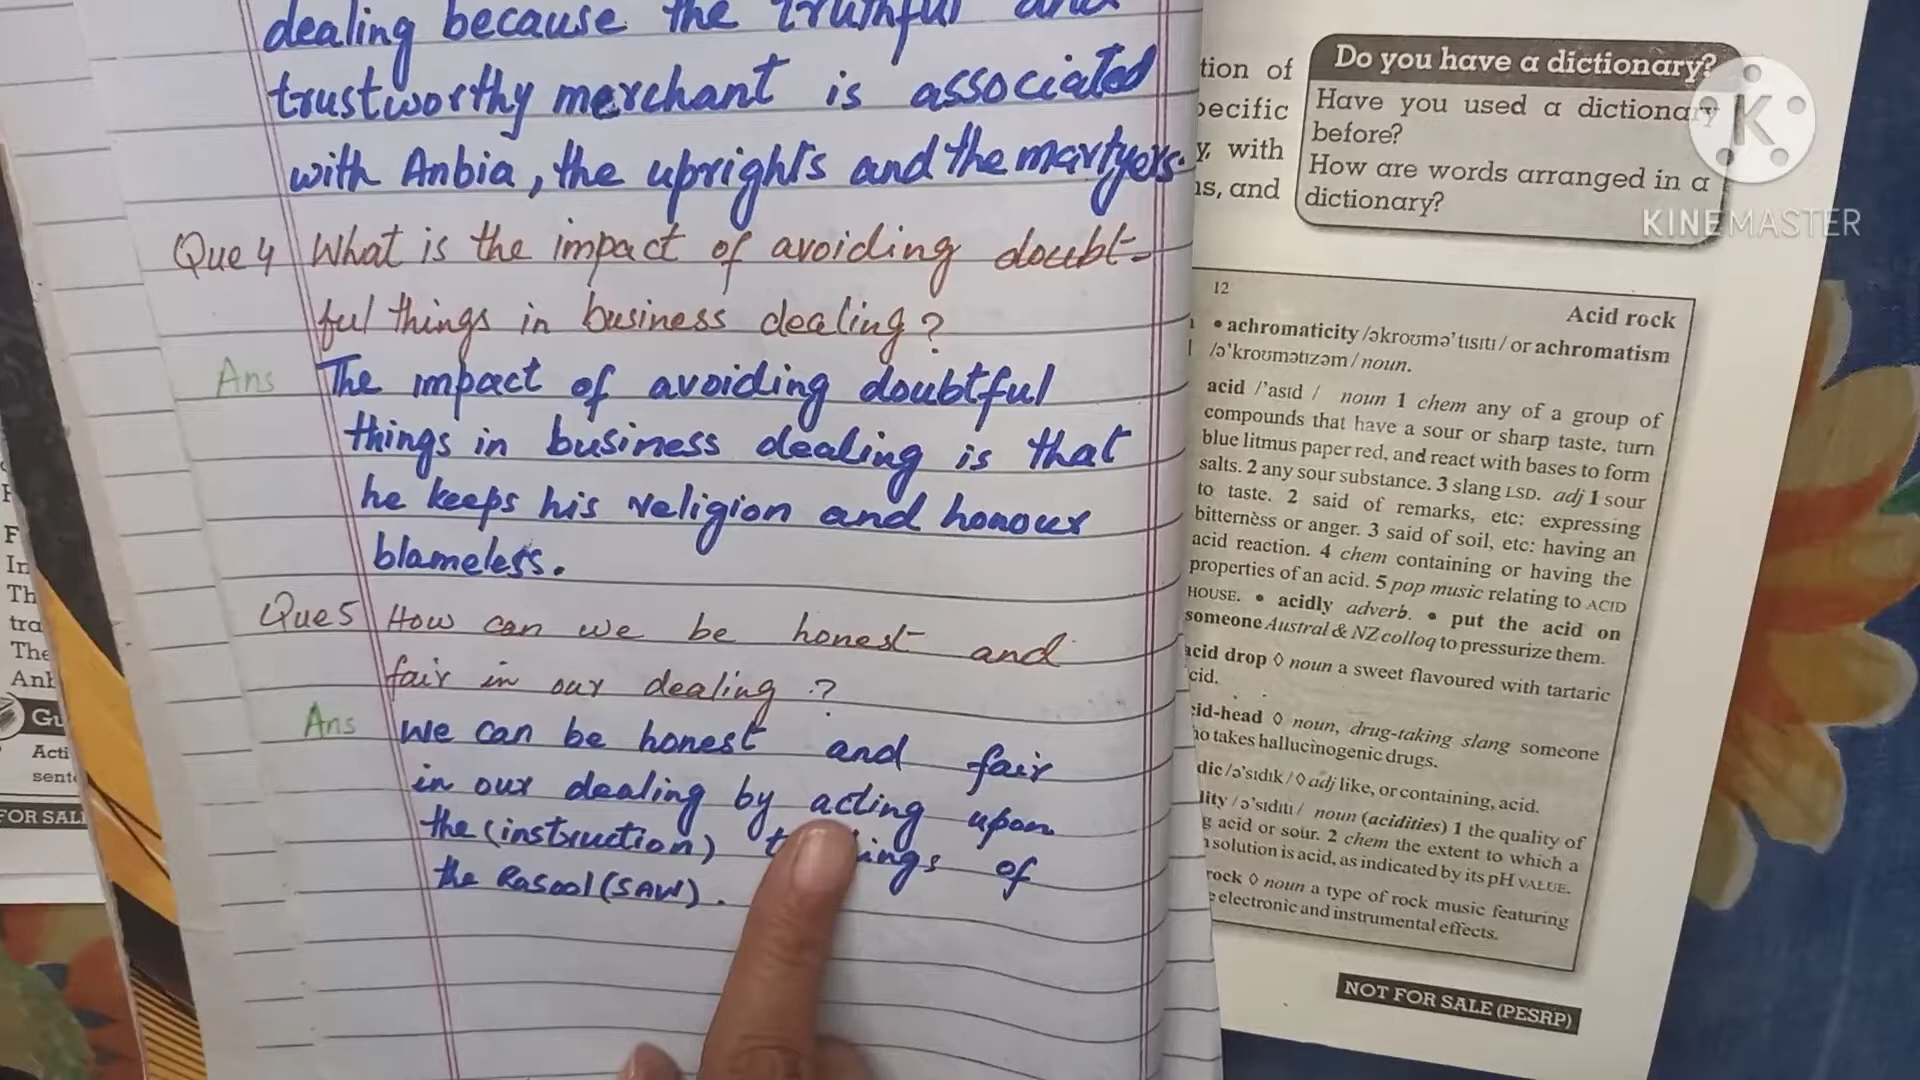 dealing because the truthful and
trustworthy merchant is associated
with Anbia, the uprights and the martyers.
Que 4 What is the impact of avoiding doubt-
ful things in business dealing?
Ans The impact of avoiding doubtful
things in business dealing is that
he keeps his religion and honour
blameless.
Que 5 How can we be honest and
fair in our dealing ?
Ans We can be honest and fair
in our dealing by acting upon
the (instruction) of
the Rasool (SAW).
tion of
pecific
y, with
ns, and
Do you have a dictionary?
Have you used a dictionary
before?
How are words arranged in a
dictionary?
KINEMASTER
12
Acid rock
• achromaticity /əkroʊmə'tɪsɪtɪ/ or achromatism
/ə'kroʊmətɪzəm/ noun.
acid /'asɪd / noun 1 chem any of a group of
compounds that have a sour or sharp taste, turn
blue litmus paper red, and react with bases to form
salts. 2 any sour substance. 3 slang LSD. adj 1 sour
to taste. 2 said of remarks, etc: expressing
bitterness or anger. 3 said of soil, etc: having an
acid reaction. 4 chem containing or having the
properties of an acid. 5 pop music relating to ACID
HOUSE. • acidly adverb. • put the acid on
someone Austral & NZ colloq to pressurize them.
acid drop ◊ noun a sweet flavoured with tartaric
cid.
cid-head ◊ noun, drug-taking slang someone
ho takes hallucinogenic drugs.
dic /ə'sɪdɪk/ ◊ adj like, or containing, acid.
lity /ə'sɪdɪtɪ/ noun (acidities) 1 the quality of
g acid or sour. 2 chem the extent to which a
solution is acid, as indicated by its pH VALUE.
rock ◊ noun a type of rock music featuring
electronic and instrumental effects.
NOT FOR SALE (PESRP)
F
In
Th
tra
The
Anb
Gu
Acti
sente
FOR SAL